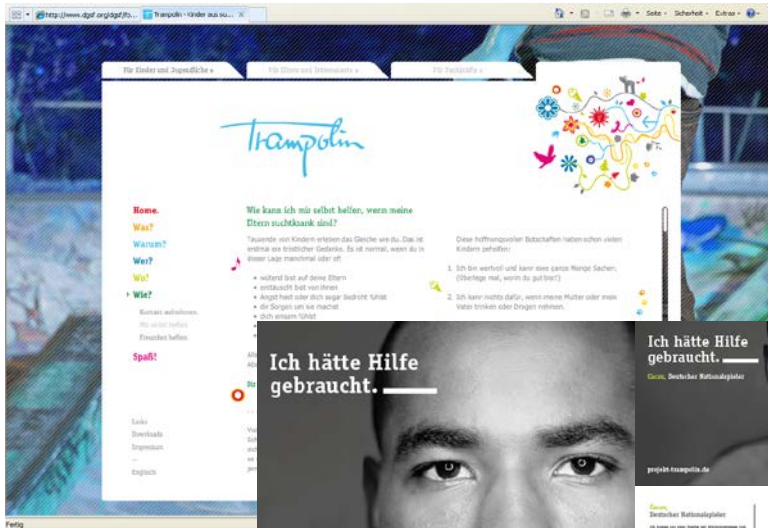 http://www.dgsf.org/dgsf/fo...
Trampolin - Kinder aus su...
Seite
Sicherheit
Extras
Für Kinder und Jugendliche »
Für Eltern und Interessierte »
Für Fachkräfte »
Trampolin
Home.
Was?
Warum?
Wer?
Wo?
Wie?
Kontakt aufnehmen.
Mir selbst helfen.
Freunden helfen.
Spaß!
Links
Downloads
Impressum
Englisch
Wie kann ich mir selbst helfen, wenn meine
Eltern suchtkrank sind?
Tausende von Kindern erleben das Gleiche wie du. Das ist
erstmal ein tröstlicher Gedanke. Es ist normal, wenn du in
dieser Lage manchmal oder oft
• wütend bist auf deine Eltern
• enttäuscht bist von ihnen
• Angst hast oder dich sogar bedroht fühlst
• dir Sorgen um sie machst
• dich einsam fühlst
Diese hoffnungsvollen Botschaften haben schon vielen
Kindern geholfen:
1. Ich bin wertvoll und kann eine ganze Menge Sachen.
(Überlege mal, worin du gut bist!)
2. Ich kann nichts dafür, wenn meine Mutter oder mein
Vater trinken oder Drogen nehmen.
Ich hätte Hilfe
gebraucht.
Ich hätte Hilfe
gebraucht.
Cacau, Deutscher Nationalspieler
projekt-trampolin.de
Cacau,
Deutscher Nationalspieler
Fertig